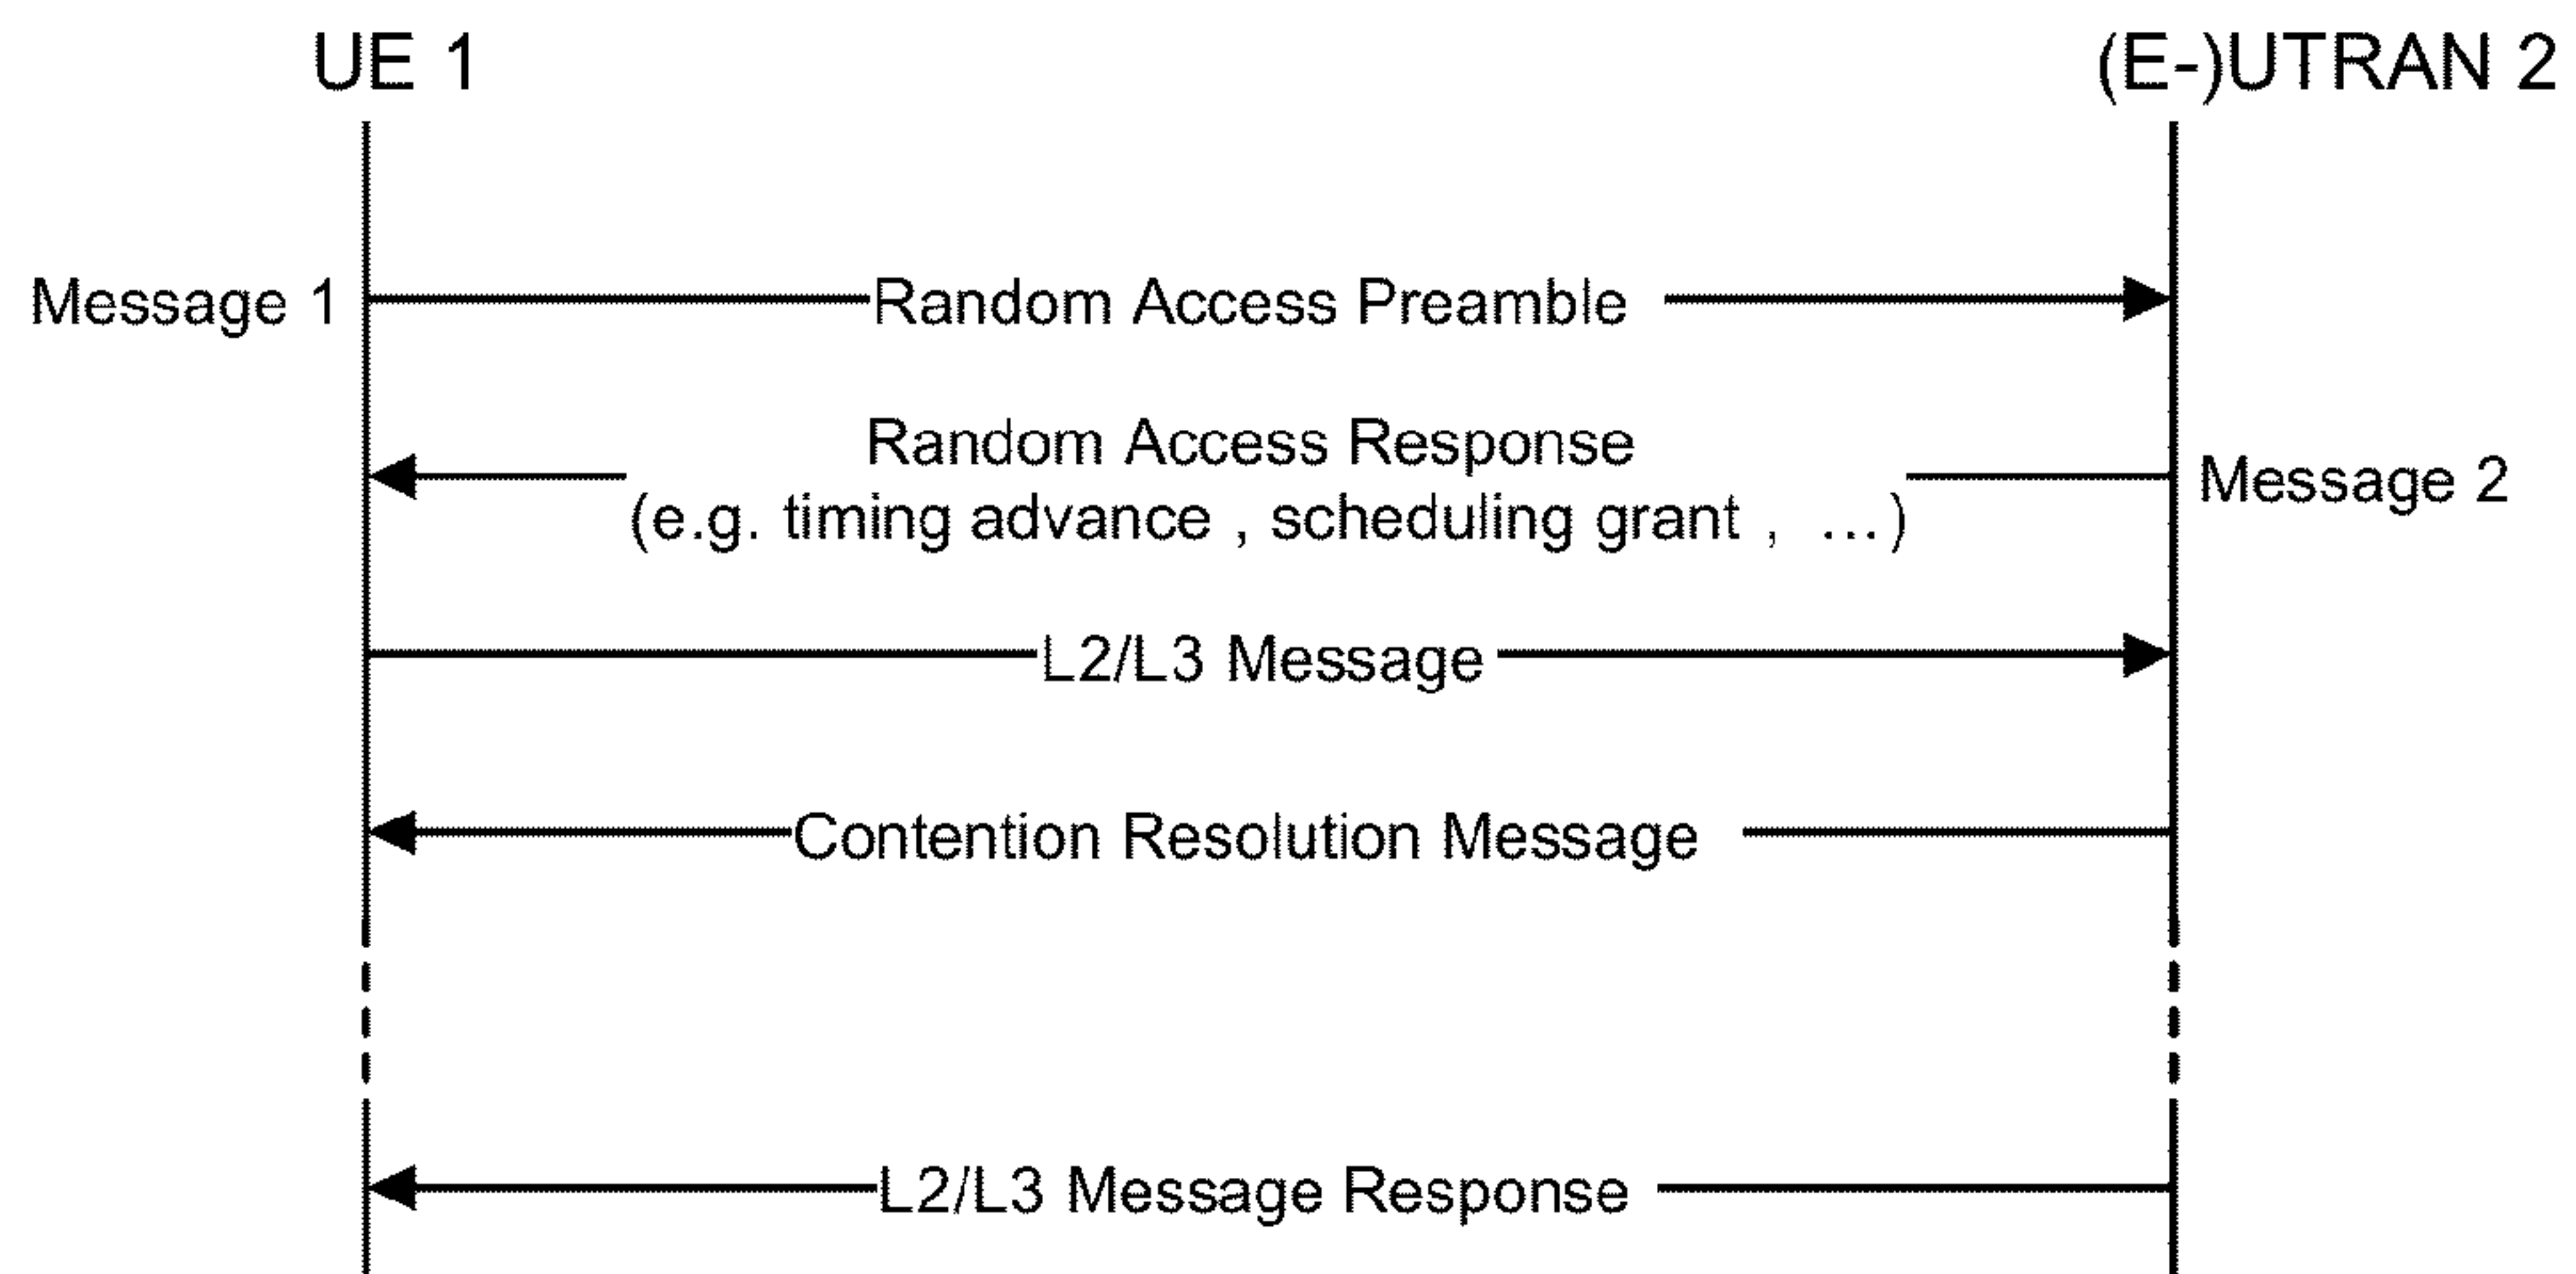 UE 1
(E-)UTRAN 2
Message 1
Random Access Preamble
Random Access Response
(e.g. timing advance , scheduling grant , ...)
Message 2
L2/L3 Message
Contention Resolution Message
L2/L3 Message Response